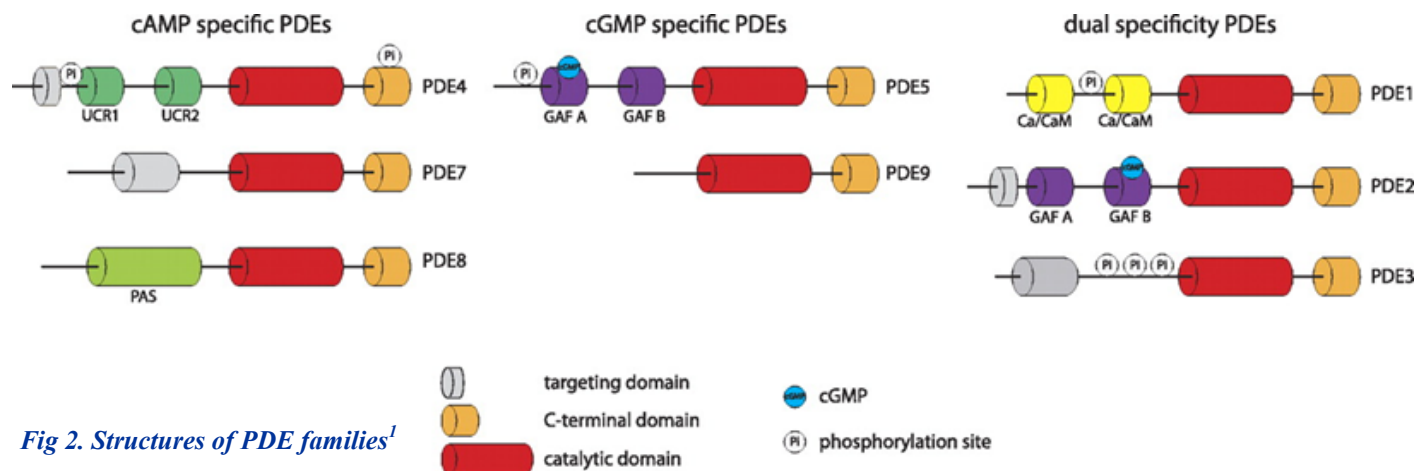 cAMP specific PDEs
Pi
Pi
PDE4
UCR1
UCR2
PDE7
PDE8
PAS
cGMP specific PDEs
Pi
cGMP
PDE5
GAF A
GAF B
PDE9
dual specificity PDEs
Pi
PDE1
Ca/CaM
Ca/CaM
cGMP
PDE2
GAF A
GAF B
Pi Pi Pi
PDE3
targeting domain
C-terminal domain
catalytic domain
cGMP cGMP
Pi phosphorylation site
Fig 2. Structures of PDE families1